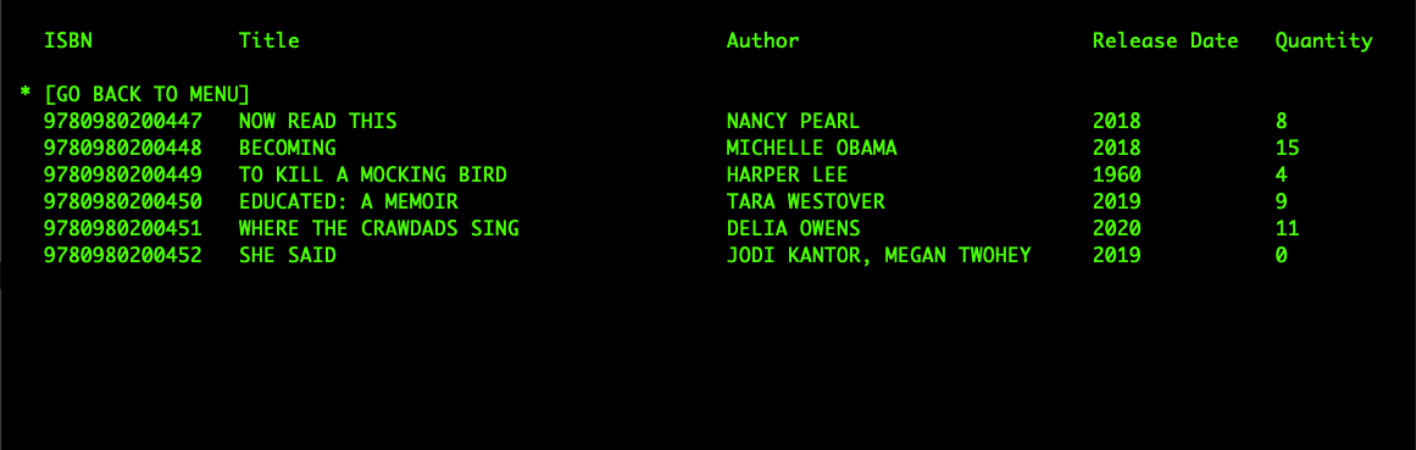 ISBN Title Author Release Date Quantity
* [GO BACK TO MENU]
9780980200447 NOW READ THIS NANCY PEARL 2018 8
9780980200448 BECOMING MICHELLE OBAMA 2018 15
9780980200449 TO KILL A MOCKING BIRD HARPER LEE 1960 4
9780980200450 EDUCATED: A MEMOIR TARA WESTOVER 2019 9
9780980200451 WHERE THE CRAWDADS SING DELIA OWENS 2020 11
9780980200452 SHE SAID JODI KANTOR, MEGAN TWOHEY 2019 0